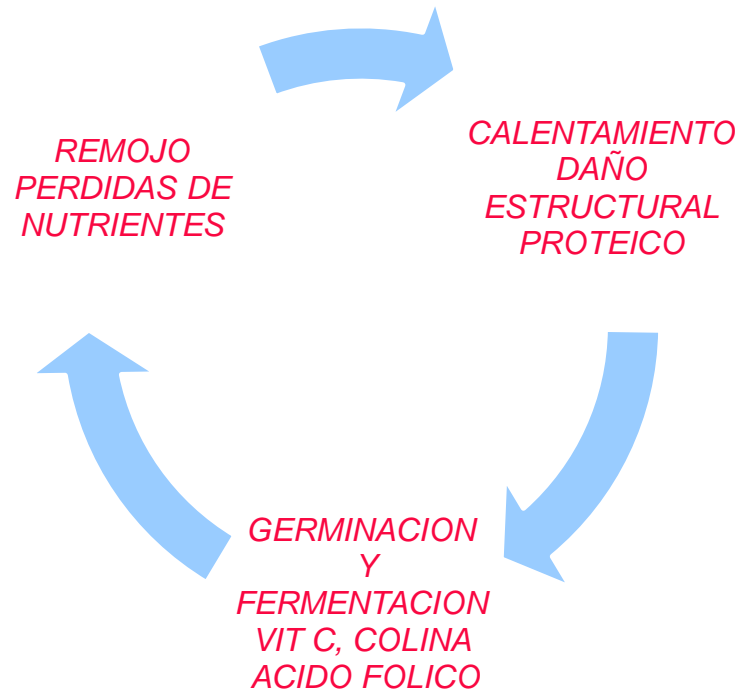 REMOJO
PERDIDAS DE
NUTRIENTES
CALENTAMIENTO
DAÑO
ESTRUCTURAL
PROTEICO
GERMINACION
Y
FERMENTACION
VIT C, COLINA
ACIDO FOLICO